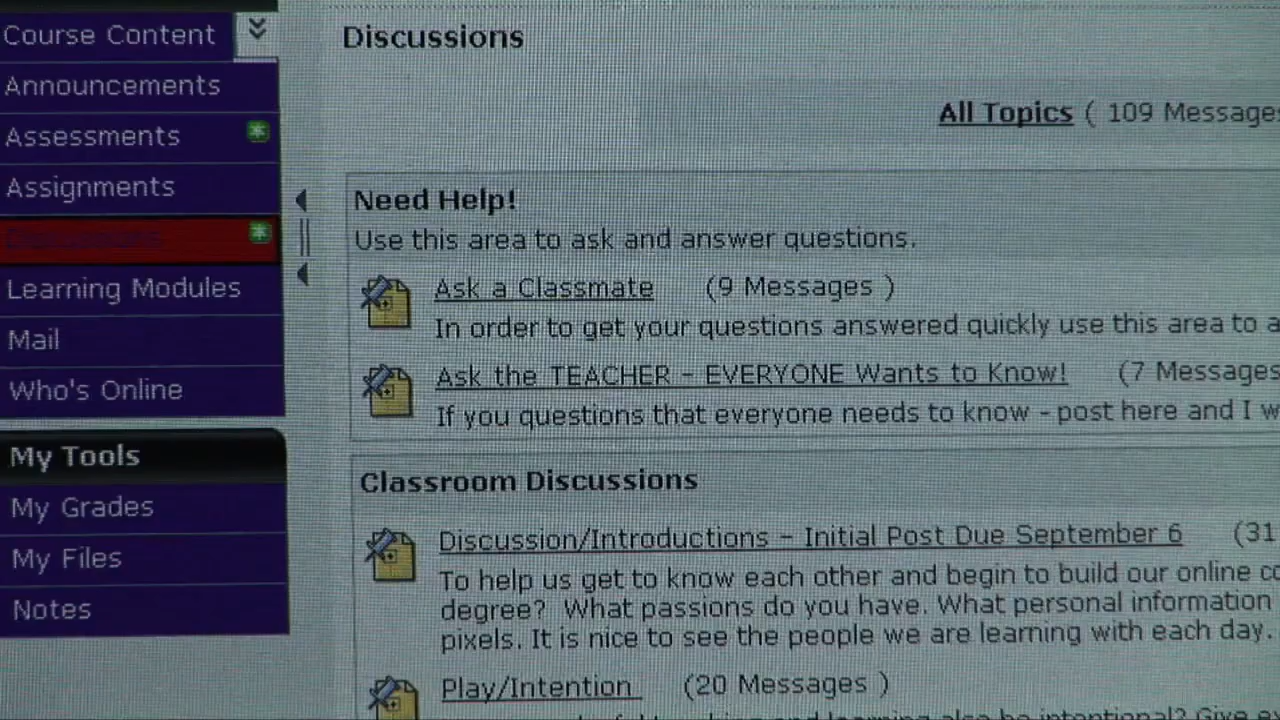 Course Content
Announcements
Assessments
Assignments
Discussions
Learning Modules
Mail
Who's Online
My Tools
My Grades
My Files
Notes
Discussions
All Topics ( 109 Messages
Need Help!
Use this area to ask and answer questions.
Ask a Classmate (9 Messages )
In order to get your questions answered quickly use this area to a
Ask the TEACHER - EVERYONE Wants to Know! (7 Messages
If you questions that everyone needs to know - post here and I w
Classroom Discussions
Discussion/Introductions - Initial Post Due September 6 (31
To help us get to know each other and begin to build our online co
degree? What passions do you have. What personal information
pixels. It is nice to see the people we are learning with each day.
Play/Intention (20 Messages )